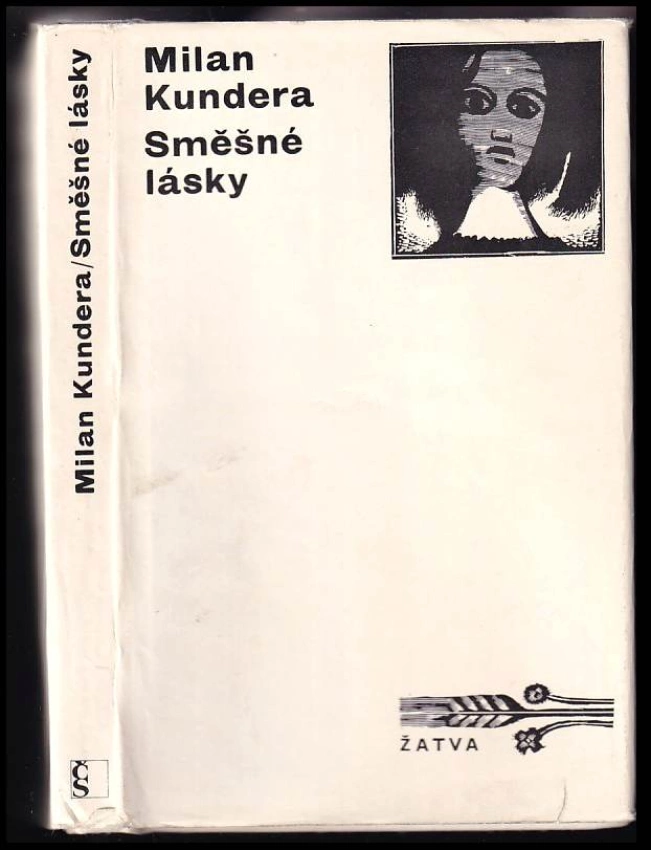 Milan
Kundera
Směšné
lásky
ŽATVA
Milan Kundera/Směšné lásky
ČS